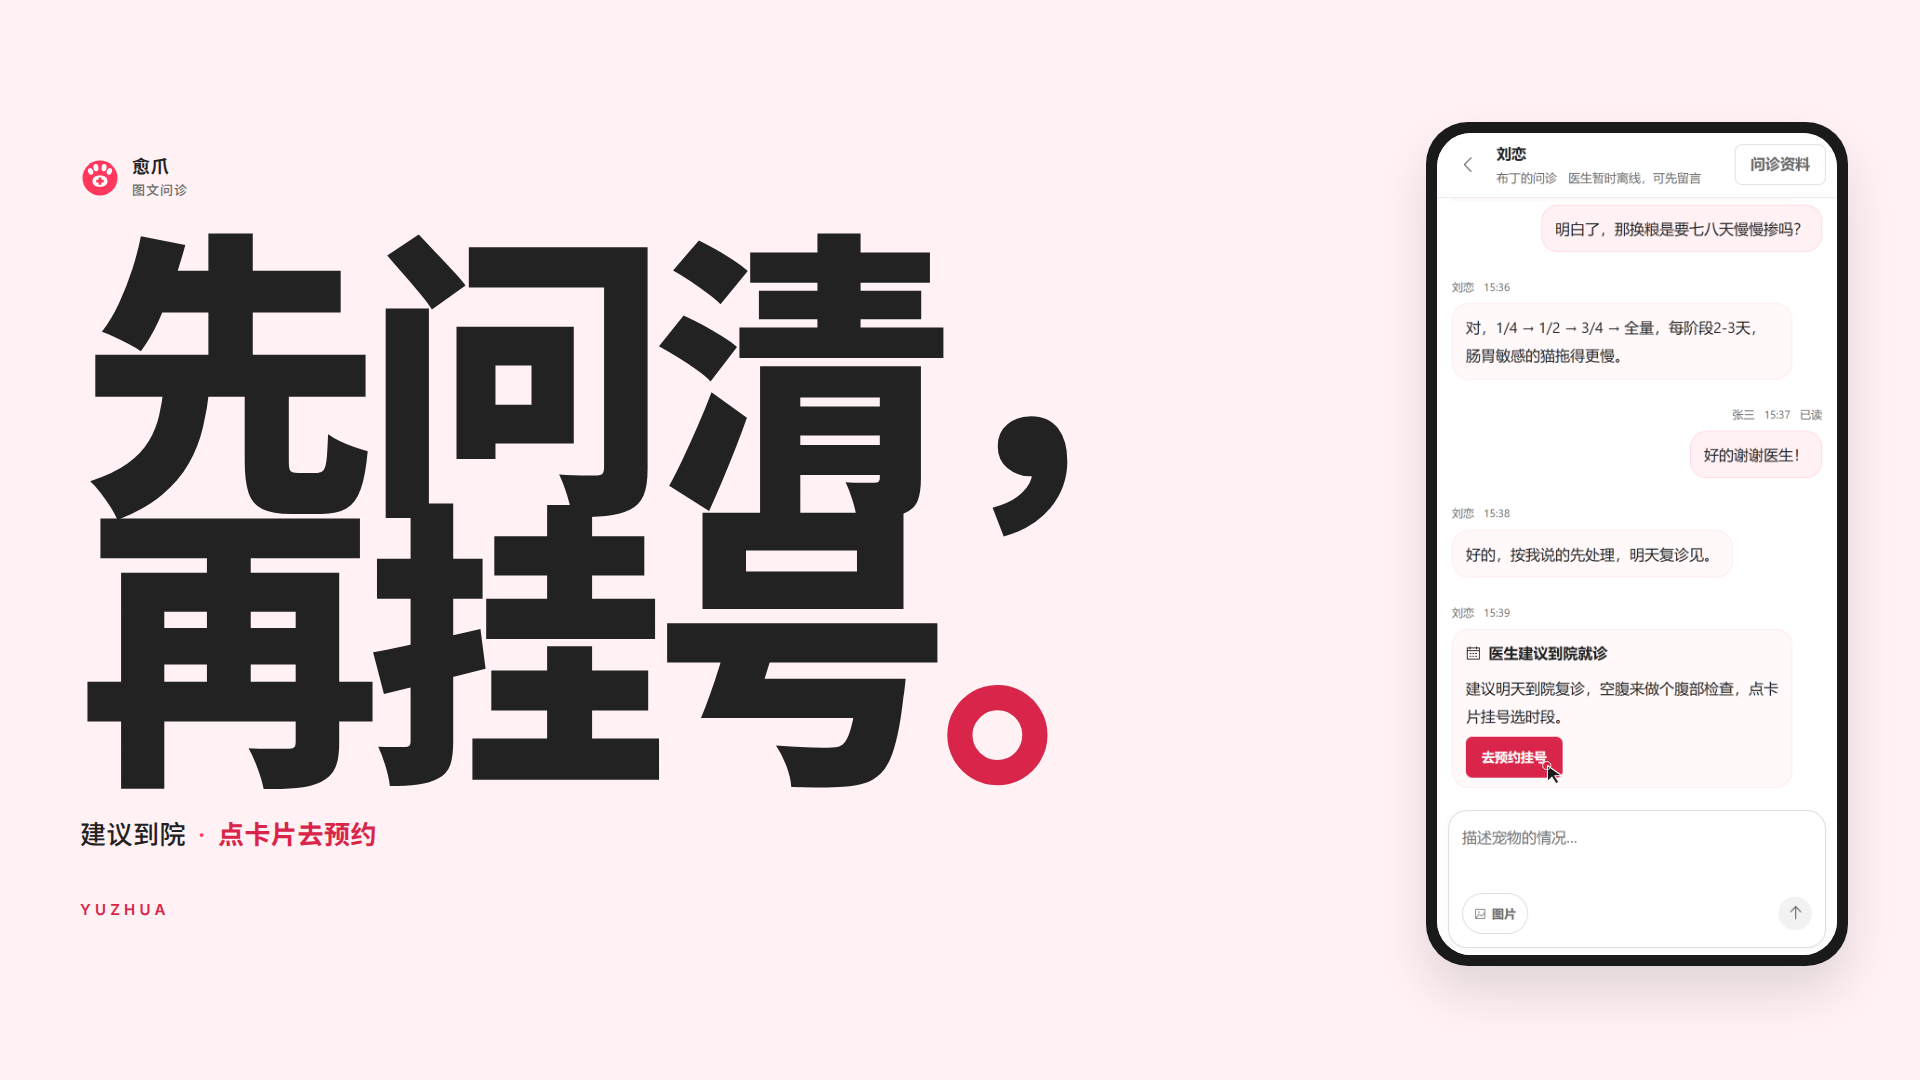 愈爪
图文问诊
先问清，
再挂号。
建议到院 · 点卡片去预约
YUZHUA
刘恋
布丁的问诊 医生暂时离线，可先留言
问诊资料
明白了，那换粮是要七八天慢慢掺吗？
刘恋 15:36
对，1/4 → 1/2 → 3/4 → 全量，每阶段2-3天，
肠胃敏感的猫拖得更慢。
张三 15:37 已读
好的谢谢医生！
刘恋 15:38
好的，按我说的先处理，明天复诊见。
刘恋 15:39
医生建议到院就诊
建议明天到院复诊，空腹来做个腹部检查，点卡
片挂号选时段。
去预约挂号
描述宠物的情况...
图片